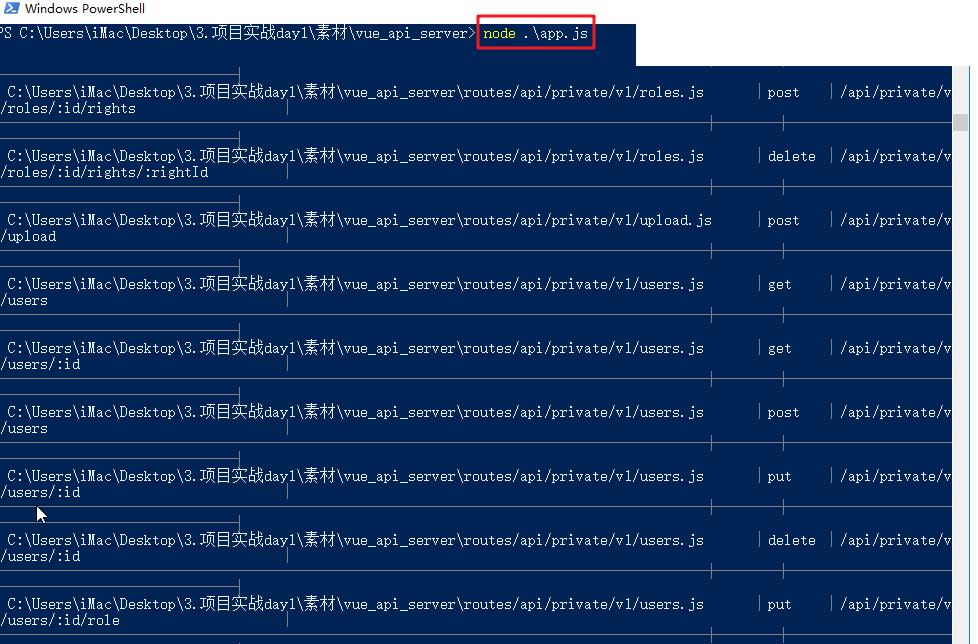 Windows PowerShell
PS C:\Users\iMac\Desktop\3.项目实战day1\素材\vue_api_server> node .\app.js
C:\Users\iMac\Desktop\3.项目实战day1\素材\vue_api_server\routes/api/private/v1/roles.js | post | /api/private/v
/roles/:id/rights
C:\Users\iMac\Desktop\3.项目实战day1\素材\vue_api_server\routes/api/private/v1/roles.js | delete | /api/private/v
/roles/:id/rights/:rightId
C:\Users\iMac\Desktop\3.项目实战day1\素材\vue_api_server\routes/api/private/v1/upload.js | post | /api/private/v
/upload
C:\Users\iMac\Desktop\3.项目实战day1\素材\vue_api_server\routes/api/private/v1/users.js | get | /api/private/v
/users
C:\Users\iMac\Desktop\3.项目实战day1\素材\vue_api_server\routes/api/private/v1/users.js | get | /api/private/v
/users/:id
C:\Users\iMac\Desktop\3.项目实战day1\素材\vue_api_server\routes/api/private/v1/users.js | post | /api/private/v
/users
C:\Users\iMac\Desktop\3.项目实战day1\素材\vue_api_server\routes/api/private/v1/users.js | put | /api/private/v
/users/:id
C:\Users\iMac\Desktop\3.项目实战day1\素材\vue_api_server\routes/api/private/v1/users.js | delete | /api/private/v
/users/:id
C:\Users\iMac\Desktop\3.项目实战day1\素材\vue_api_server\routes/api/private/v1/users.js | put | /api/private/v
/users/:id/role